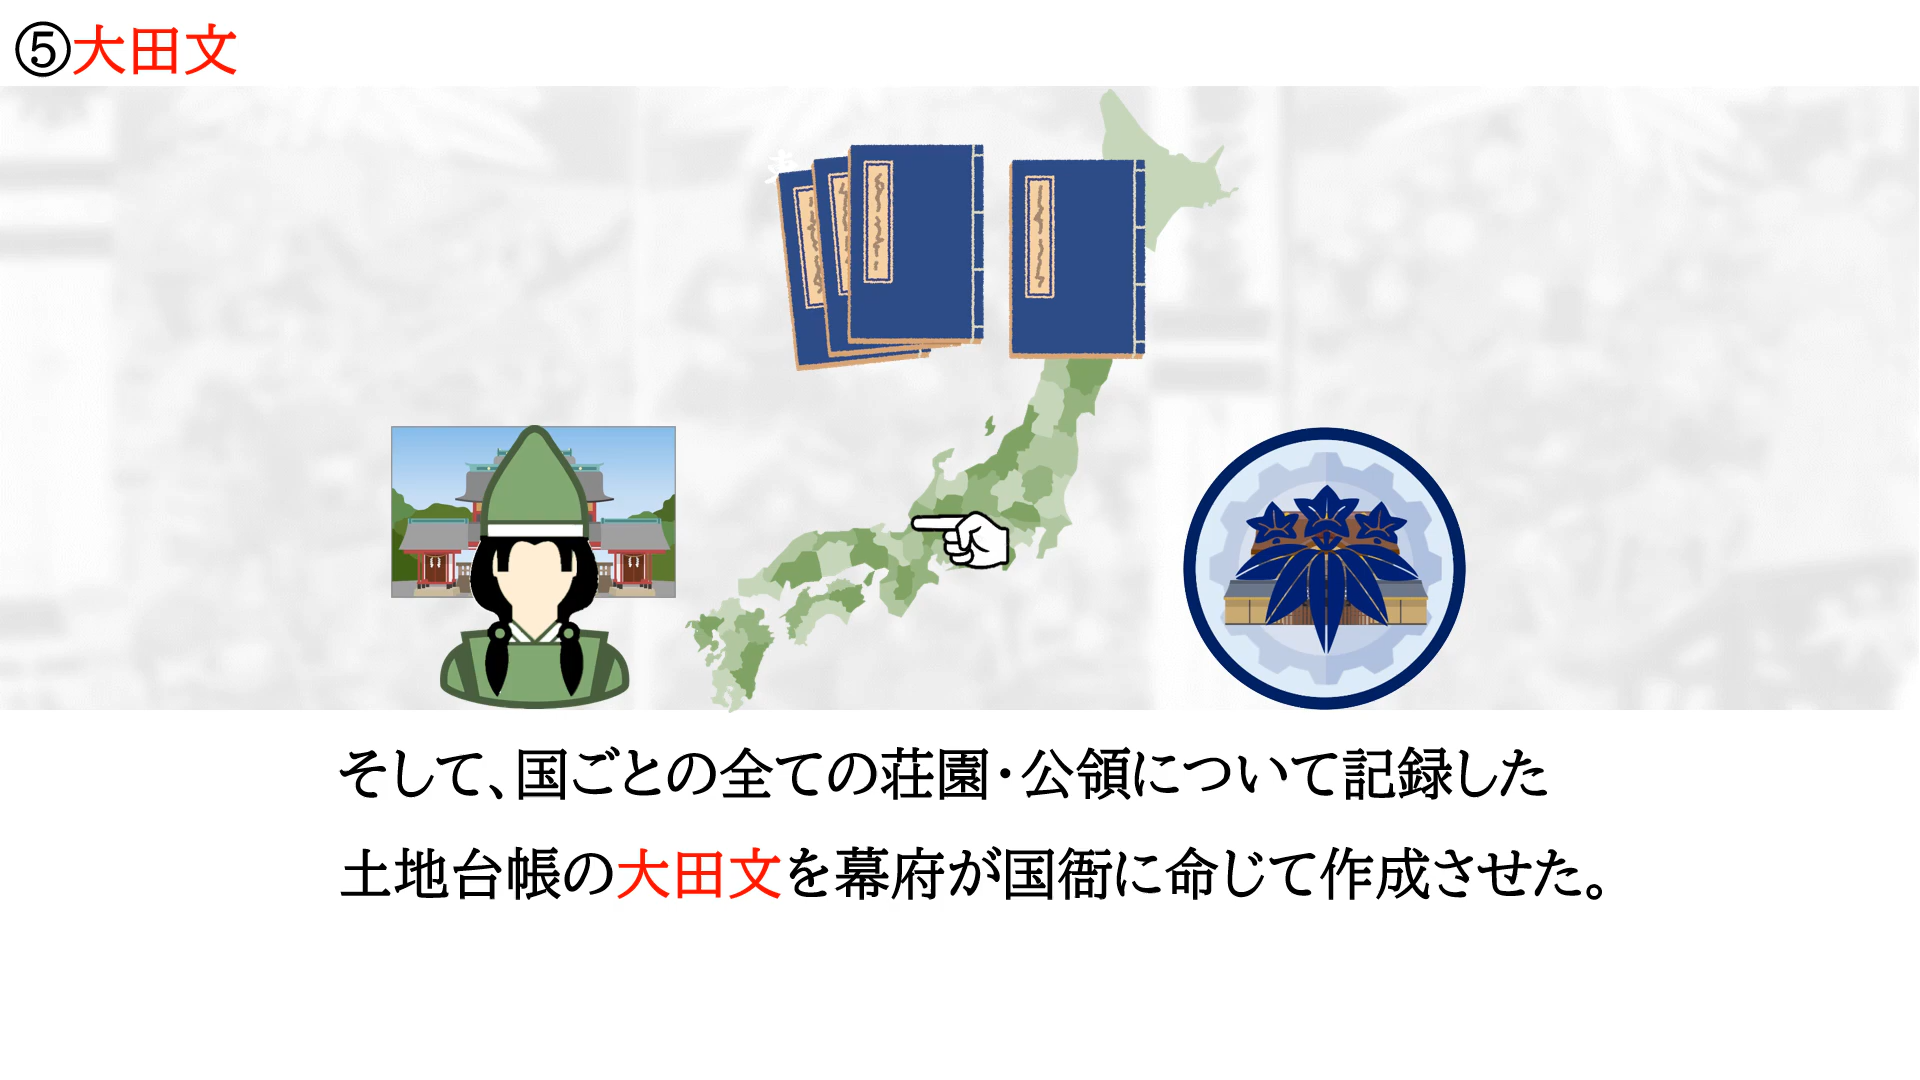 ⑤大田文
そして、国ごとの全ての荘園・公領について記録した
土地台帳の大田文を幕府が国衙に命じて作成させた。